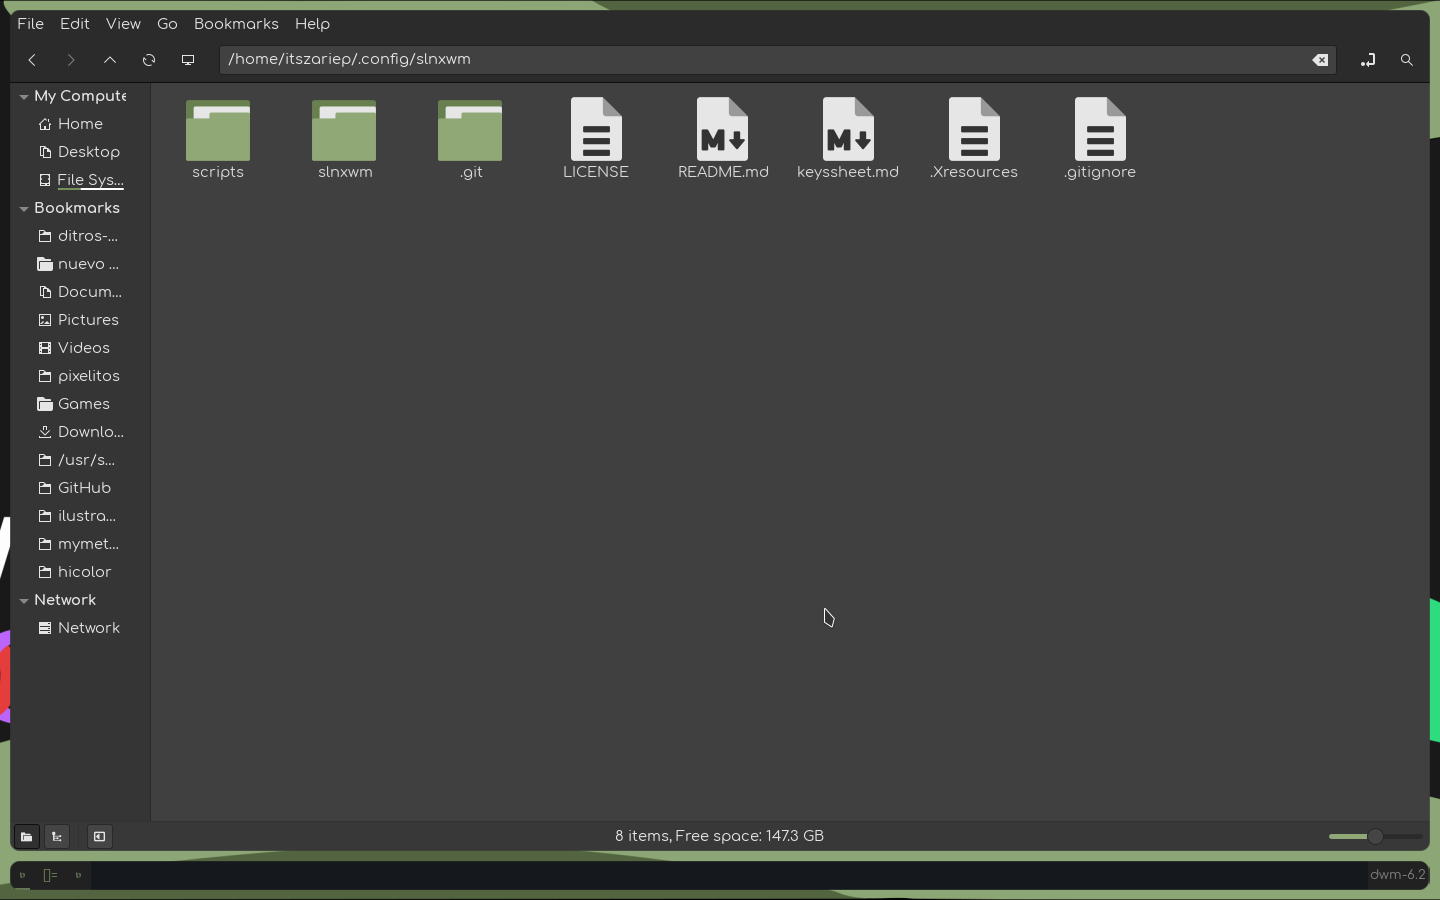 File Edit View Go Bookmarks Help
/home/itszariep/.config/slnxwm
My Compute
Home
Desktop
File Sys...
Bookmarks
ditros-...
nuevo ...
Docum...
Pictures
Videos
pixelitos
Games
Downlo...
/usr/s...
GitHub
ilustra...
mymet...
hicolor
Network
Network
scripts
slnxwm
.git
LICENSE
README.md
keyssheet.md
.Xresources
.gitignore
8 items, Free space: 147.3 GB
[]=
dwm-6.2